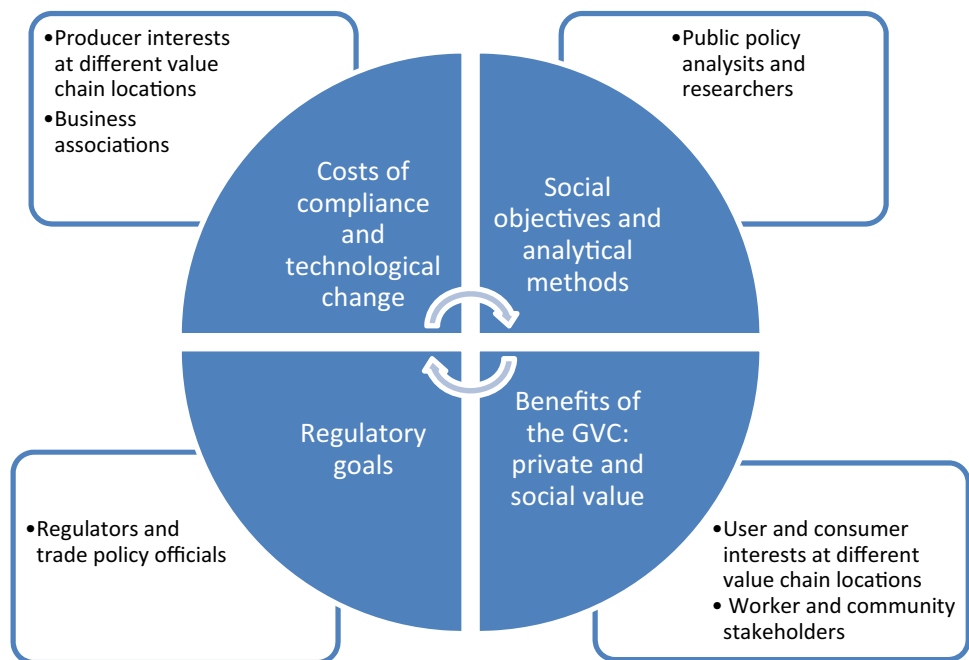 •Producer interests
at different value
chain locations
•Business
associations
•Public policy
analysits and
researchers
Costs of
compliance
and
technological
change
Social
objectives and
analytical
methods
Regulatory
goals
Benefits of
the GVC:
private and
social value
•Regulators and
trade policy officials
•User and consumer
interests at different
value chain locations
• Worker and community
stakeholders